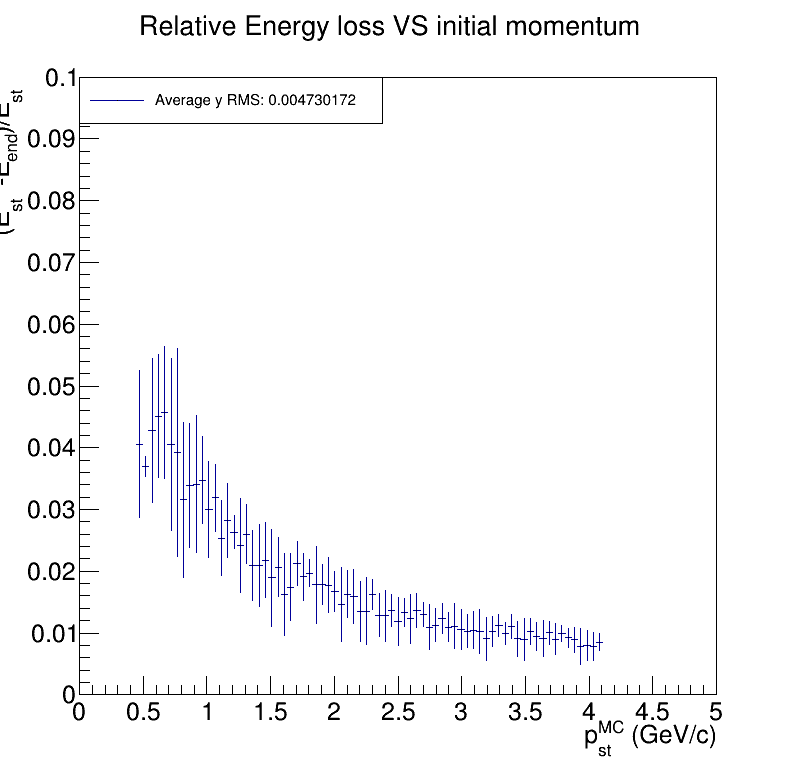 Relative Energy loss VS initial momentum
(E_st -E_end)/E_st
Average y RMS: 0.004730172
0.1
0.09
0.08
0.07
0.06
0.05
0.04
0.03
0.02
0.01
0
0 0.5 1 1.5 2 2.5 3 3.5 4 4.5 5
p_st^MC (GeV/c)